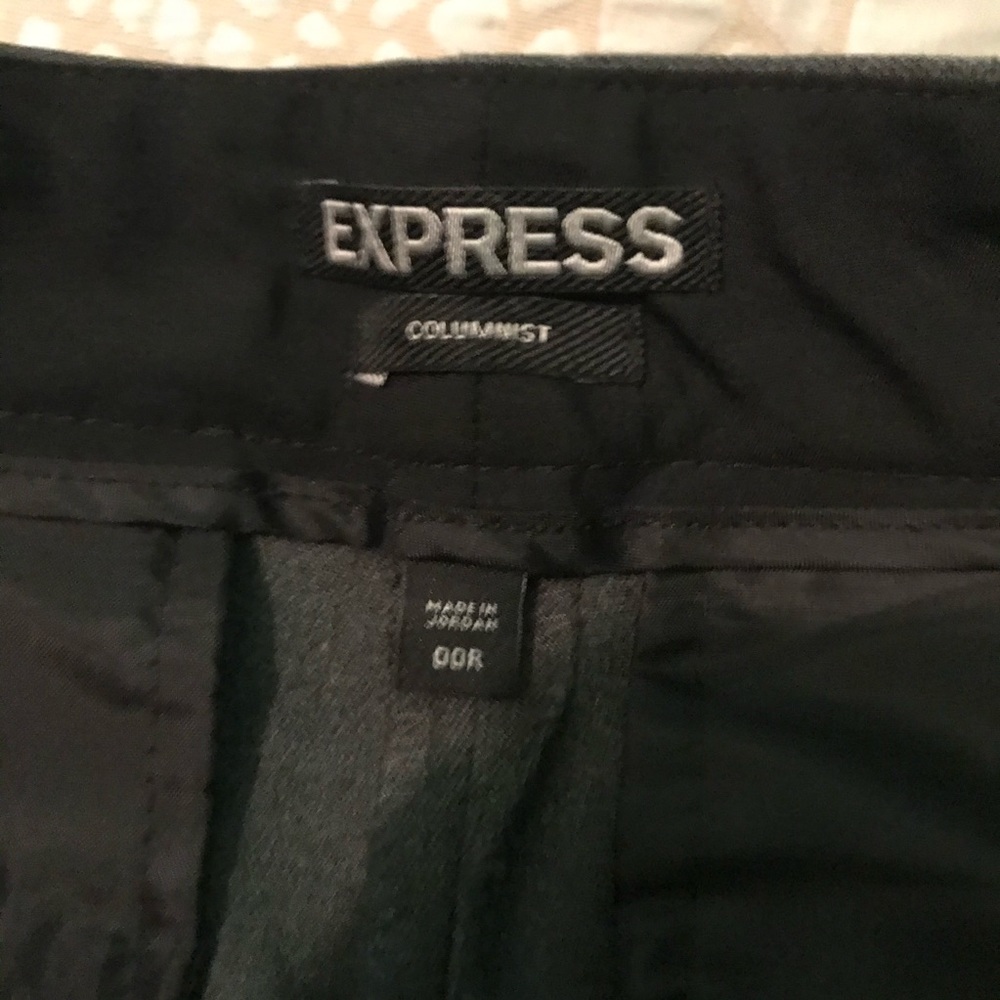 EXPRESS
COLUMNIST
MADE IN
JORDAN
00R